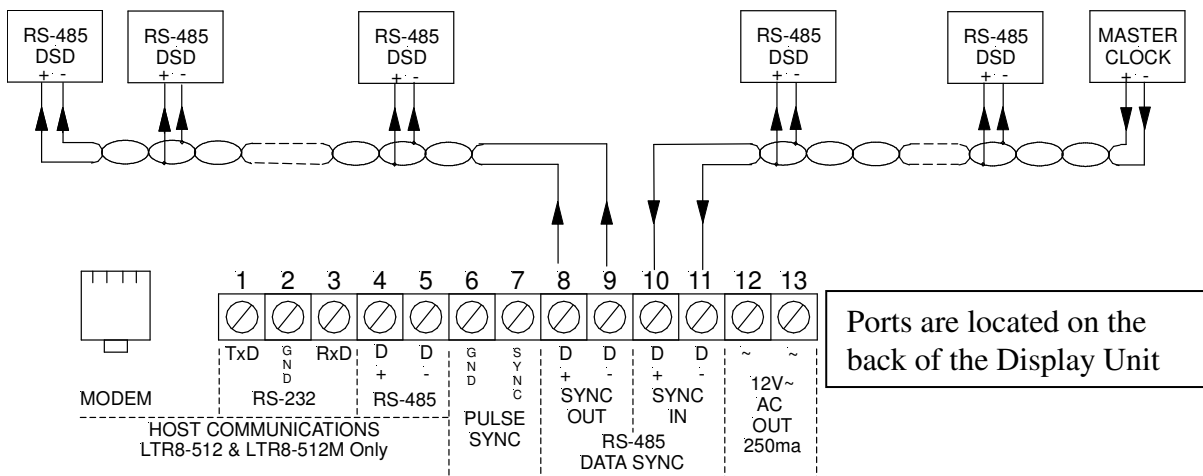 RS-485
DSD
+ -
RS-485
DSD
+ -
RS-485
DSD
+ -
RS-485
DSD
+ -
RS-485
DSD
+ -
MASTER
CLOCK
+ -
1 2 3 4 5 6 7 8 9 10 11 12 13
TxD GND RxD D + D - GND SYNC D + D - D + D - ~ ~
MODEM
RS-232
RS-485
HOST COMMUNICATIONS
LTR8-512 & LTR8-512M Only
PULSE
SYNC
SYNC
OUT
SYNC
IN
RS-485
DATA SYNC
12V~
AC
OUT
250ma
Ports are located on the
back of the Display Unit